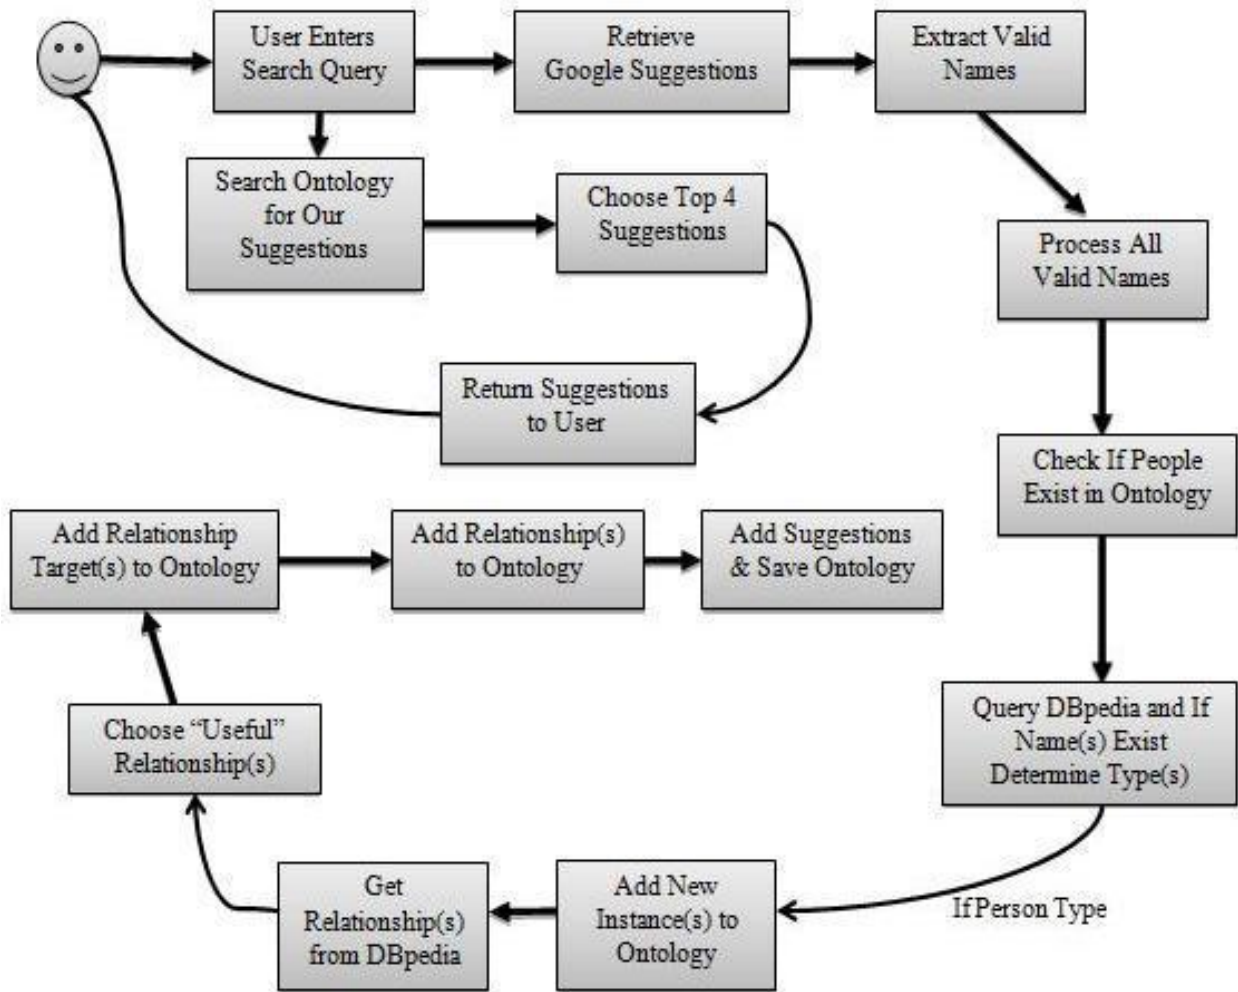 User Enters
Search Query
Retrieve
Google Suggestions
Extract Valid
Names
Search Ontology
for Our
Suggestions
Choose Top 4
Suggestions
Process All
Valid Names
Return Suggestions
to User
Check If People
Exist in Ontology
Add Relationship
Target(s) to Ontology
Add Relationship(s)
to Ontology
Add Suggestions
& Save Ontology
Choose “Useful”
Relationship(s)
Query DBpedia and If
Name(s) Exist
Determine Type(s)
Get
Relationship(s)
from DBpedia
Add New
Instance(s) to
Ontology
If Person Type